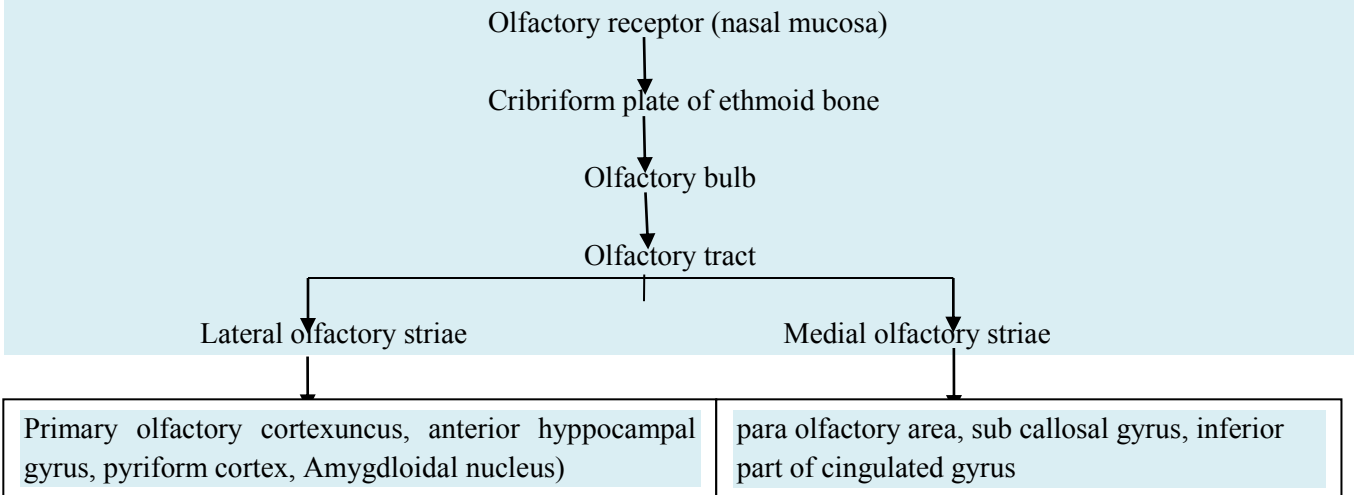 Olfactory receptor (nasal mucosa)
Cribriform plate of ethmoid bone
Olfactory bulb
Olfactory tract
Lateral olfactory striae
Medial olfactory striae
Primary olfactory cortexuncus, anterior hyppocampal
gyrus, pyriform cortex, Amygdloidal nucleus)
para olfactory area, sub callosal gyrus, inferior
part of cingulated gyrus